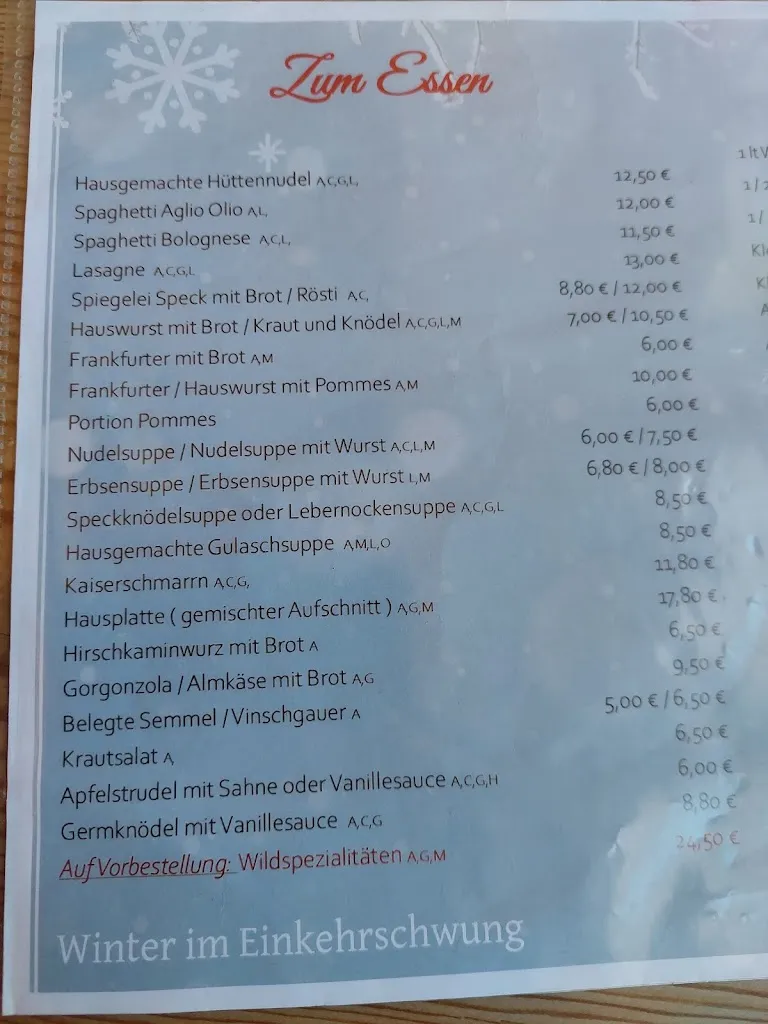 Zum Essen
Hausgemachte Hüttennudel A,C,G,L, 12,50 €
Spaghetti Aglio Olio A,L, 12,00 €
Spaghetti Bolognese A,C,L, 11,50 €
Lasagne A,C,G,L 13,00 €
Spiegelei Speck mit Brot / Rösti A,C, 8,80 € / 12,00 €
Hauswurst mit Brot / Kraut und Knödel A,C,G,L,M 7,00 € / 10,50 €
Frankfurter mit Brot A,M 6,00 €
Frankfurter / Hauswurst mit Pommes A,M 10,00 €
Portion Pommes 6,00 €
Nudelsuppe / Nudelsuppe mit Wurst A,C,L,M 6,00 € / 7,50 €
Erbsensuppe / Erbsensuppe mit Wurst L,M 6,80 € / 8,00 €
Speckknödelsuppe oder Lebernockensuppe A,C,G,L 8,50 €
Hausgemachte Gulaschsuppe A,M,L,O 8,50 €
Kaiserschmarrn A,C,G, 11,80 €
Hausplatte ( gemischter Aufschnitt ) A,G,M 17,80 €
Hirschkaminwurz mit Brot A 6,50 €
Gorgonzola / Almkäse mit Brot A,G 9,50 €
Belegte Semmel / Vinschgauer A 5,00 € / 6,50 €
Krautsalat A 6,50 €
Apfelstrudel mit Sahne oder Vanillesauce A,C,G,H 6,00 €
Germknödel mit Vanillesauce A,C,G 8,80 €
Auf Vorbestellung: Wildspezialitäten A,G,M 24,50 €
Winter im Einkehrschwung
1 lt
1/